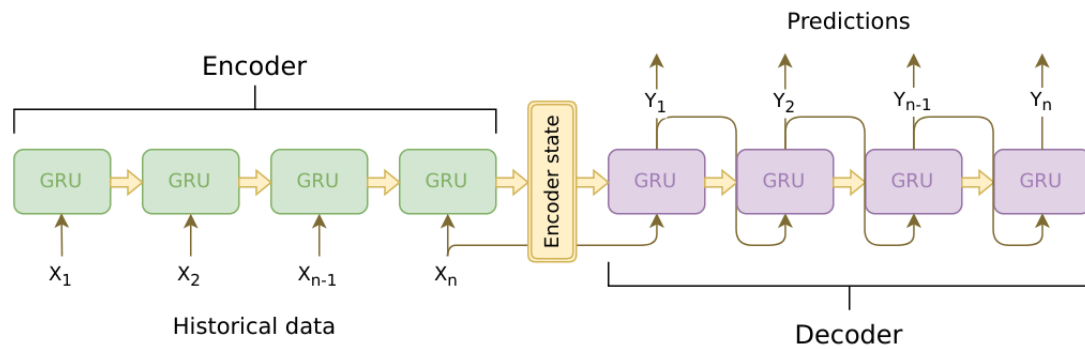 Predictions
Encoder
Y1 Y2 Yn-1 Yn
GRU GRU GRU GRU Encoder state GRU GRU GRU GRU
X1 X2 Xn-1 Xn
Historical data
Decoder